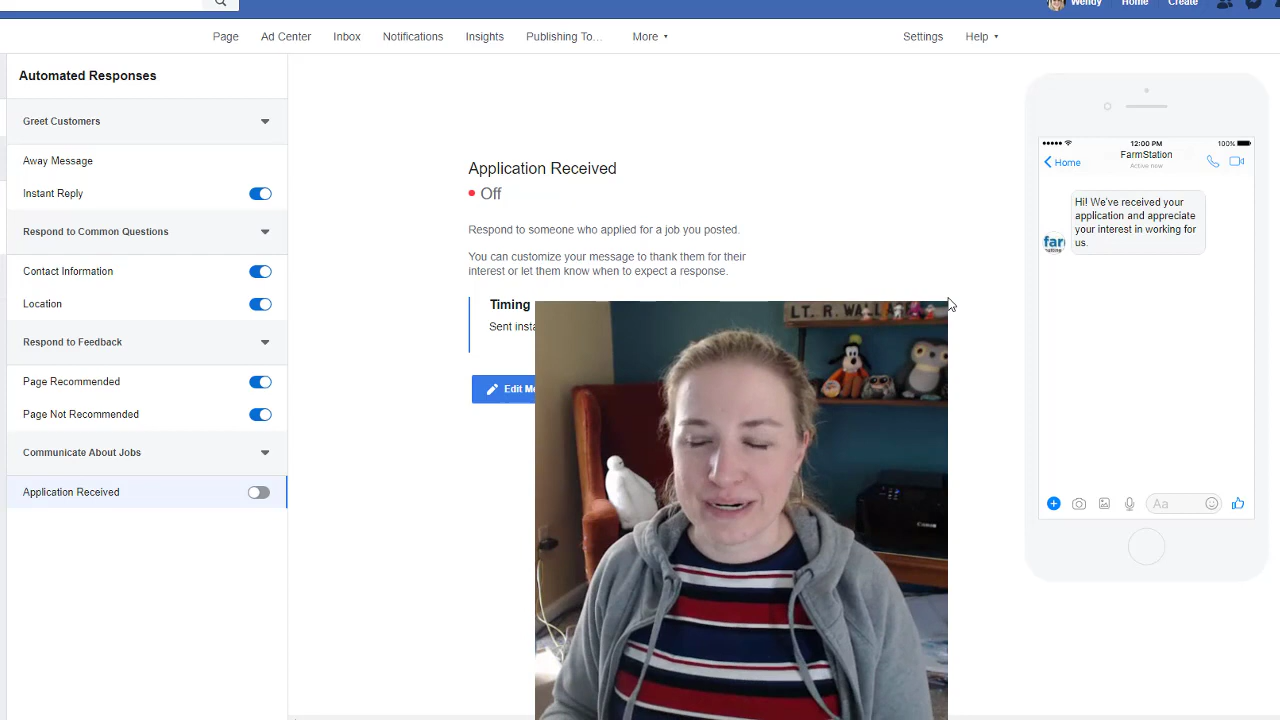 Wendy
Home
Create
Page
Ad Center
Inbox
Notifications
Insights
Publishing To...
More
Settings
Help
Automated Responses
Greet Customers
Away Message
Instant Reply
Respond to Common Questions
Contact Information
Location
Respond to Feedback
Page Recommended
Page Not Recommended
Communicate About Jobs
Application Received
Application Received
Off
Respond to someone who applied for a job you posted.
You can customize your message to thank them for their
interest or let them know when to expect a response.
Timing
Sent insta
Edit Me
LT. R. WALLA
Canon
12:00 PM
100%
Home
FarmStation
Active now
Hi! We've received your
application and appreciate
your interest in working for
us.
Aa